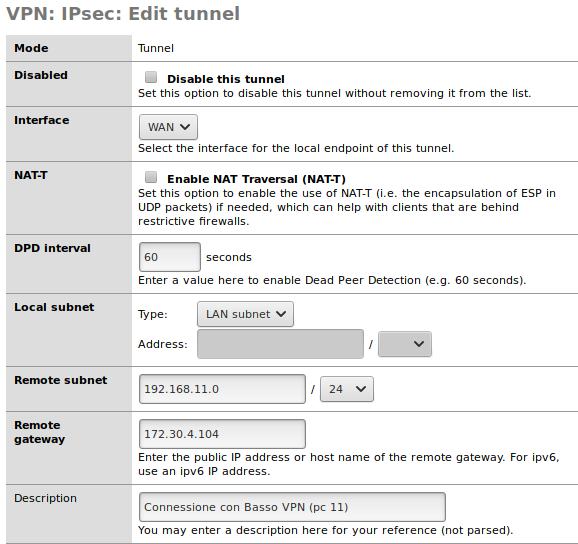 VPN: IPsec: Edit tunnel
Mode Tunnel
Disabled Disable this tunnel
Set this option to disable this tunnel without removing it from the list.
Interface WAN
Select the interface for the local endpoint of this tunnel.
NAT-T Enable NAT Traversal (NAT-T)
Set this option to enable the use of NAT-T (i.e. the encapsulation of ESP in
UDP packets) if needed, which can help with clients that are behind
restrictive firewalls.
DPD interval 60 seconds
Enter a value here to enable Dead Peer Detection (e.g. 60 seconds).
Local subnet Type: LAN subnet
Address: /
Remote subnet 192.168.11.0 / 24
Remote
gateway 172.30.4.104
Enter the public IP address or host name of the remote gateway. For ipv6,
use an ipv6 IP address.
Description Connessione con Basso VPN (pc 11)
You may enter a description here for your reference (not parsed).